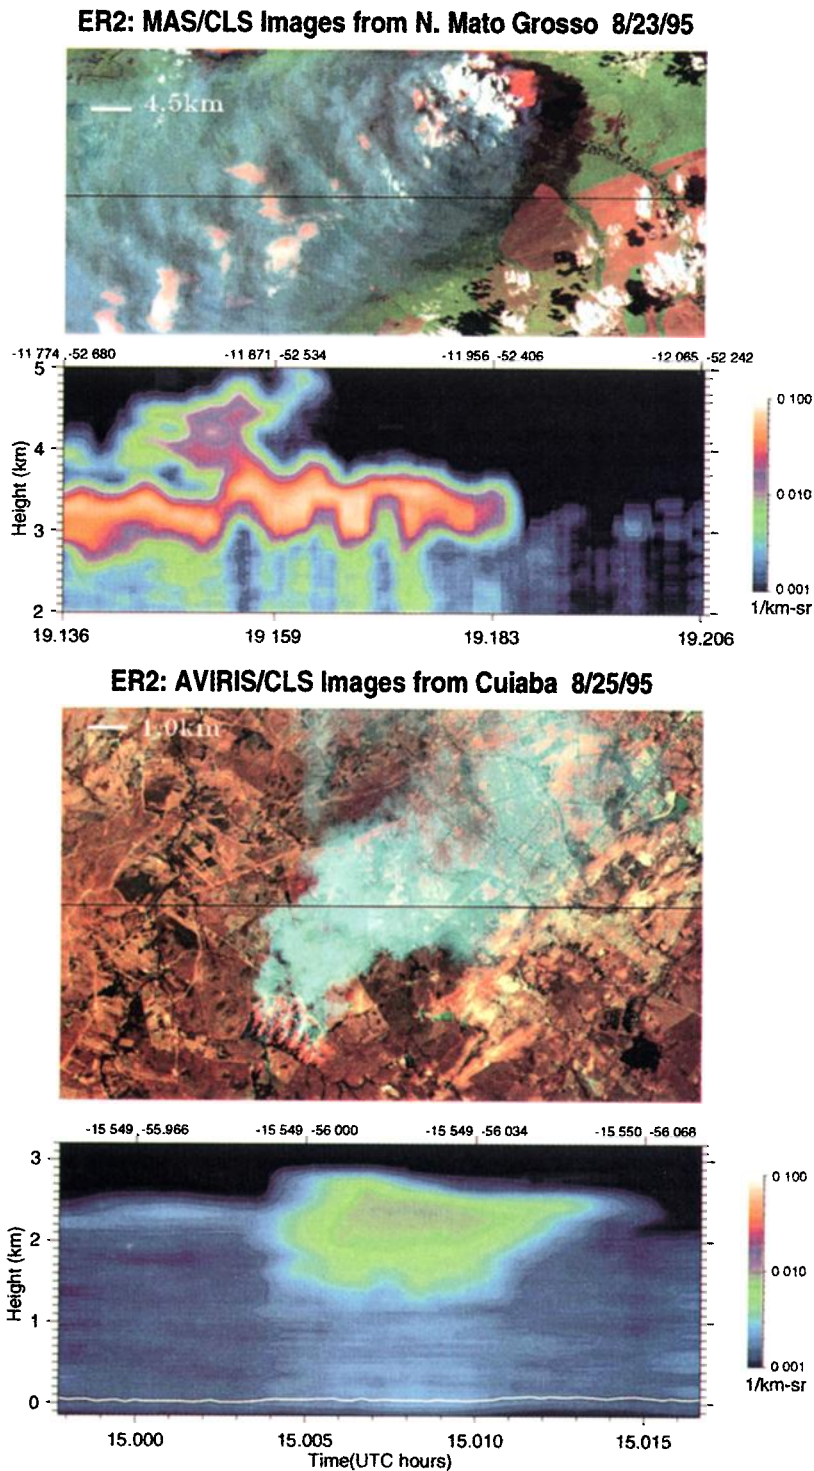 ER2: MAS/CLS Images from N. Mato Grosso 8/23/95
4.5km
-11 774 -52 680 -11 871 -52 534 -11 956 -52 406 -12 065 -52 242
5
4
3
2
Height (km)
0 100
0 010
0 001
1/km-sr
19.136 19 159 19.183 19.206
ER2: AVIRIS/CLS Images from Cuiaba 8/25/95
1.0km
-15 549 -55.966 -15 549 -56 000 -15 549 -56 034 -15 550 -56 068
3
2
1
0
Height (km)
0 100
0 010
0 001
1/km-sr
15.000 15.005 15.010 15.015
Time(UTC hours)